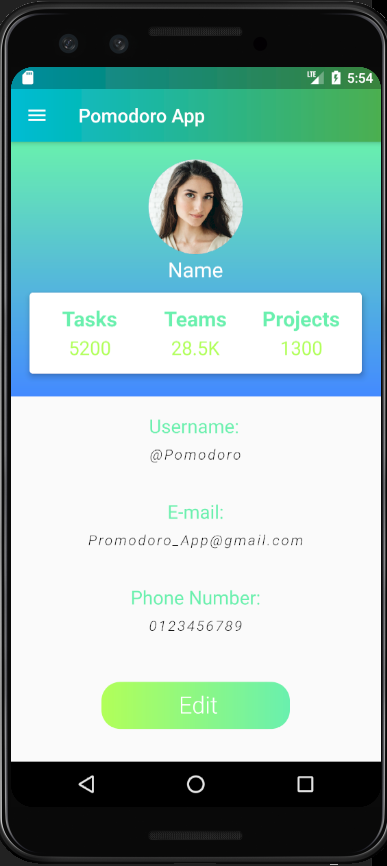 LTE 5:54
Pomodoro App
Name
Tasks Teams Projects
5200 28.5K 1300
Username:
@Pomodoro
E-mail:
Promodoro_App@gmail.com
Phone Number:
0123456789
Edit